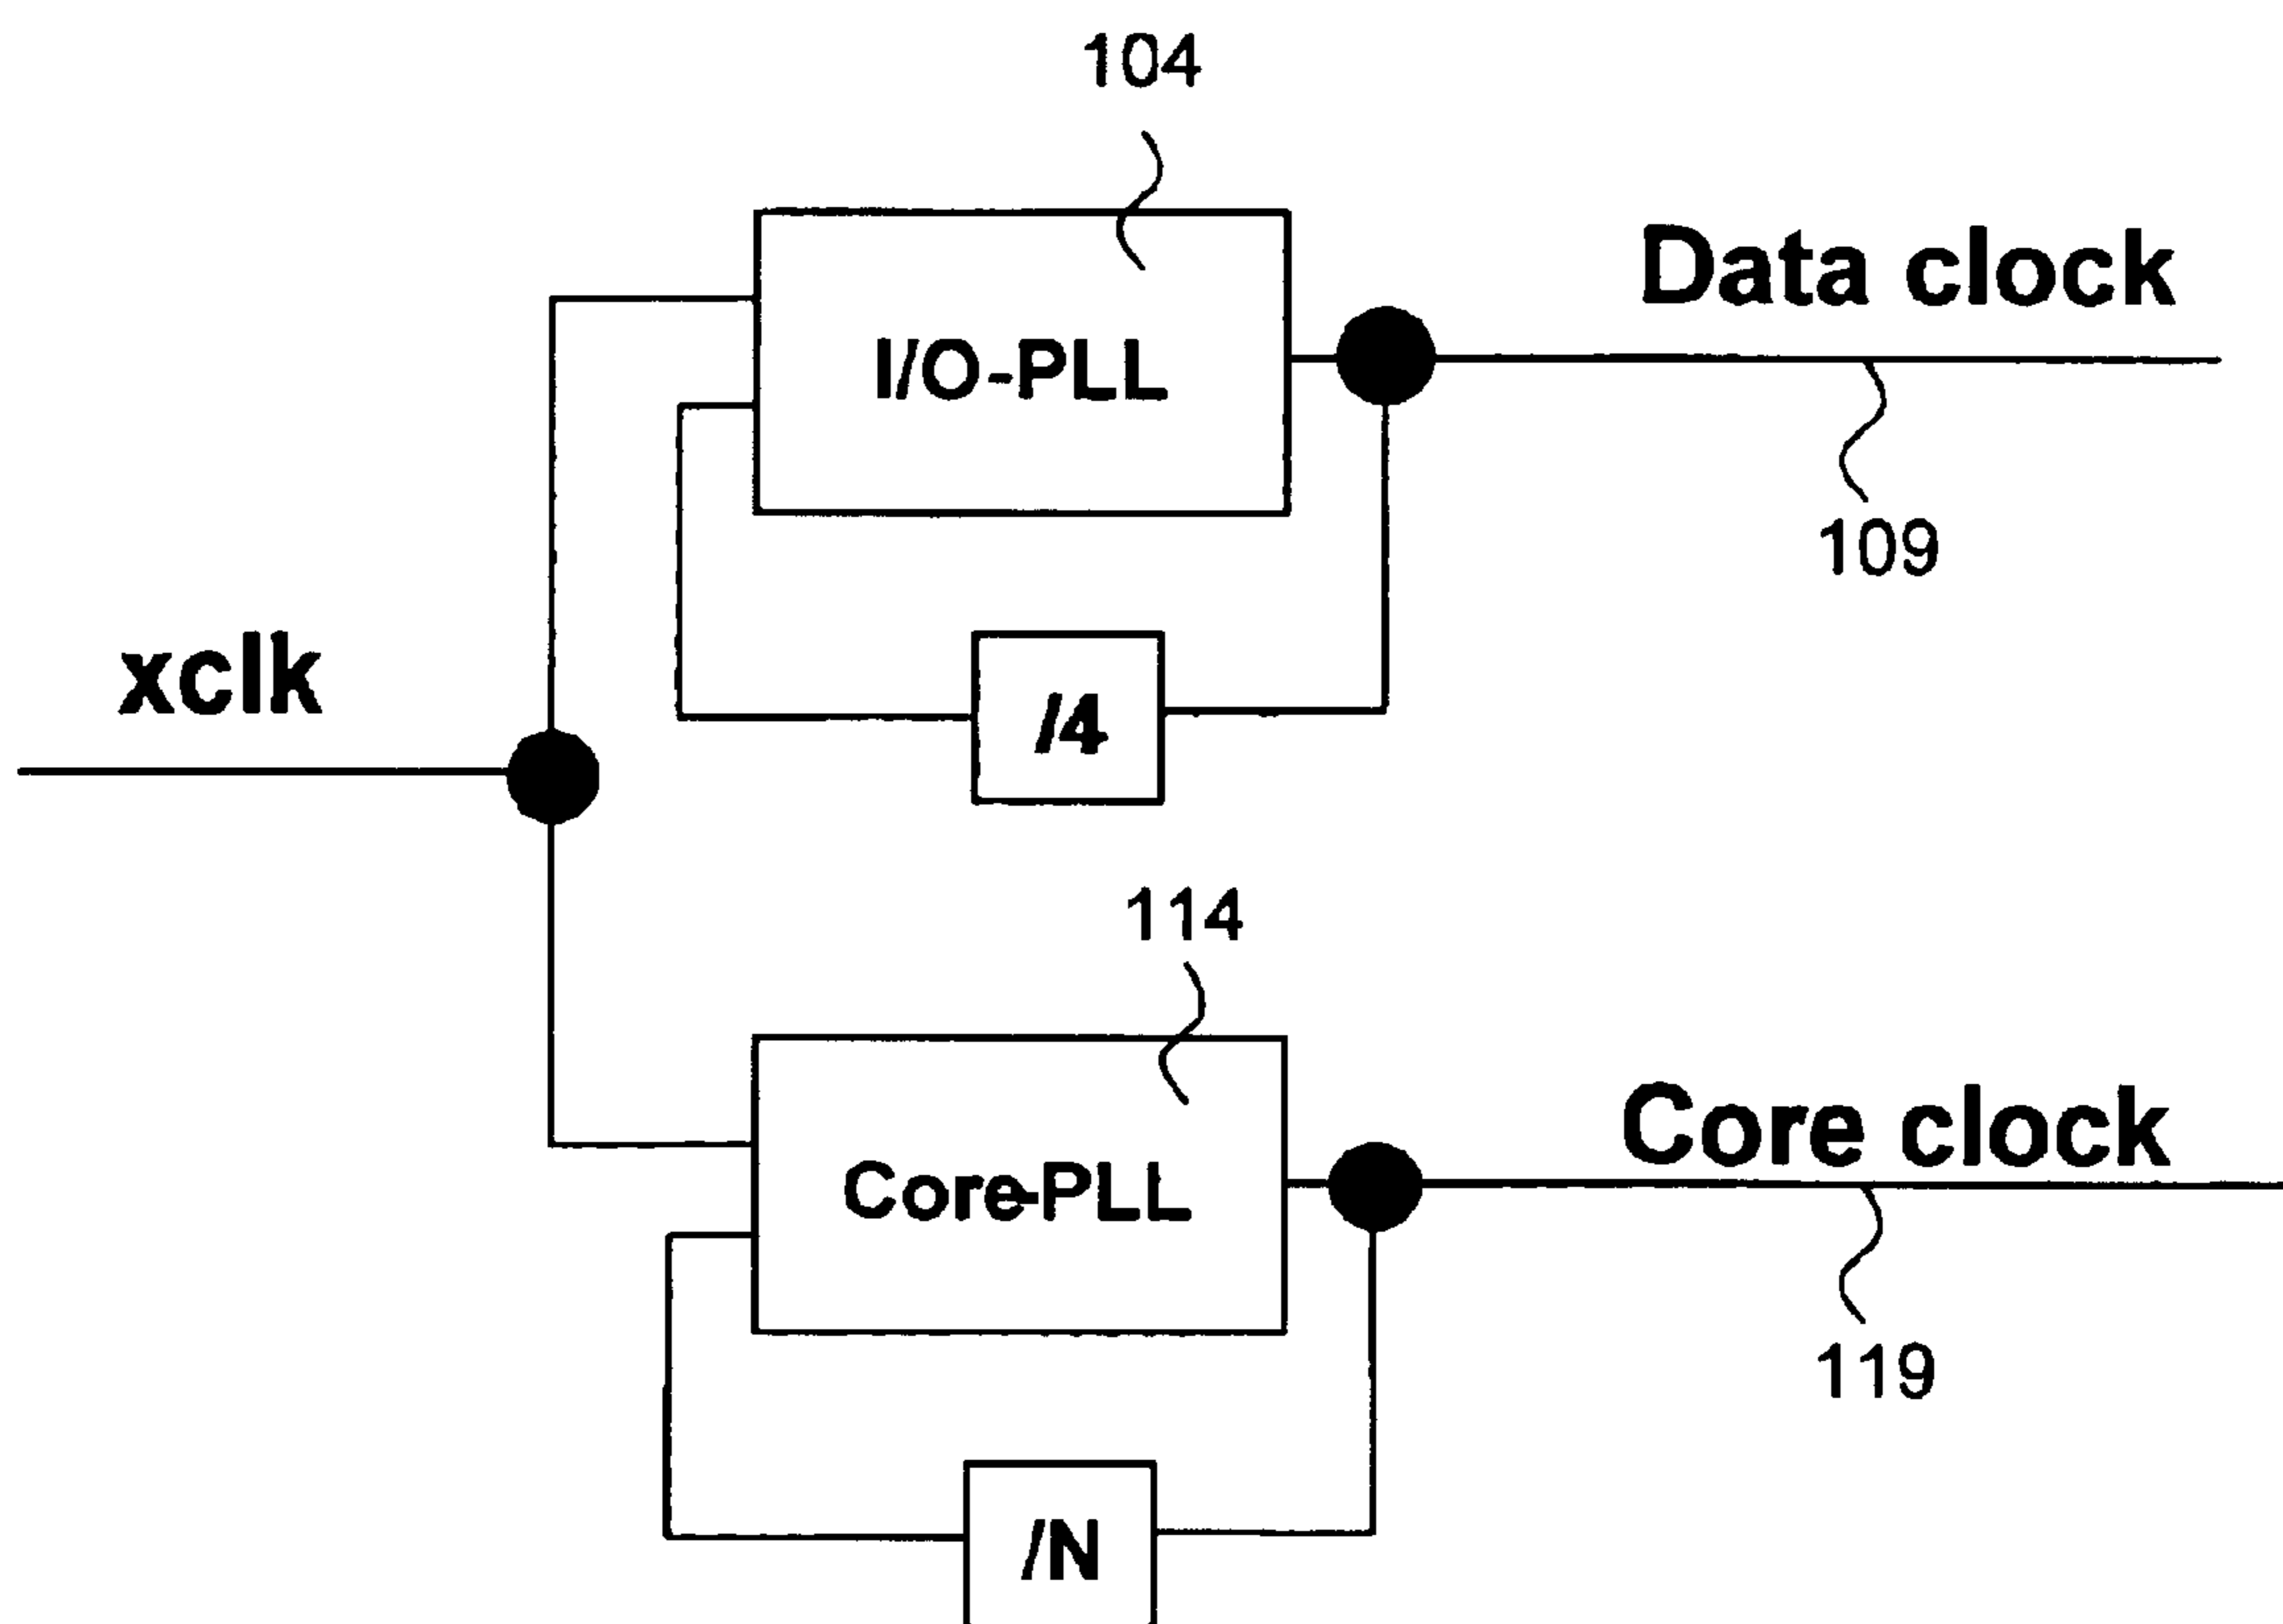 104
Data clock
I/O-PLL
109
xclk
/4
114
Core clock
Core-PLL
119
/N